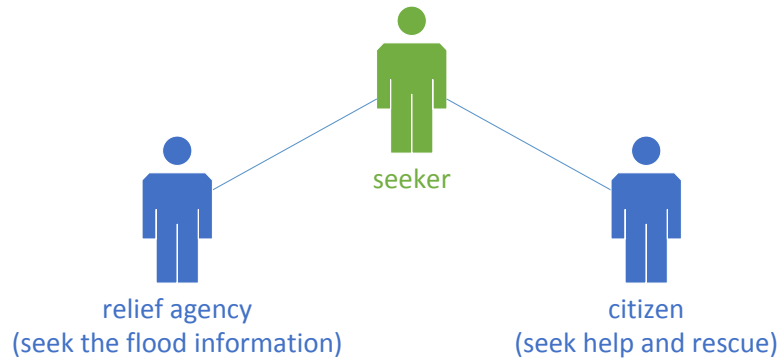 seeker
relief agency
(seek the flood information)
citizen
(seek help and rescue)